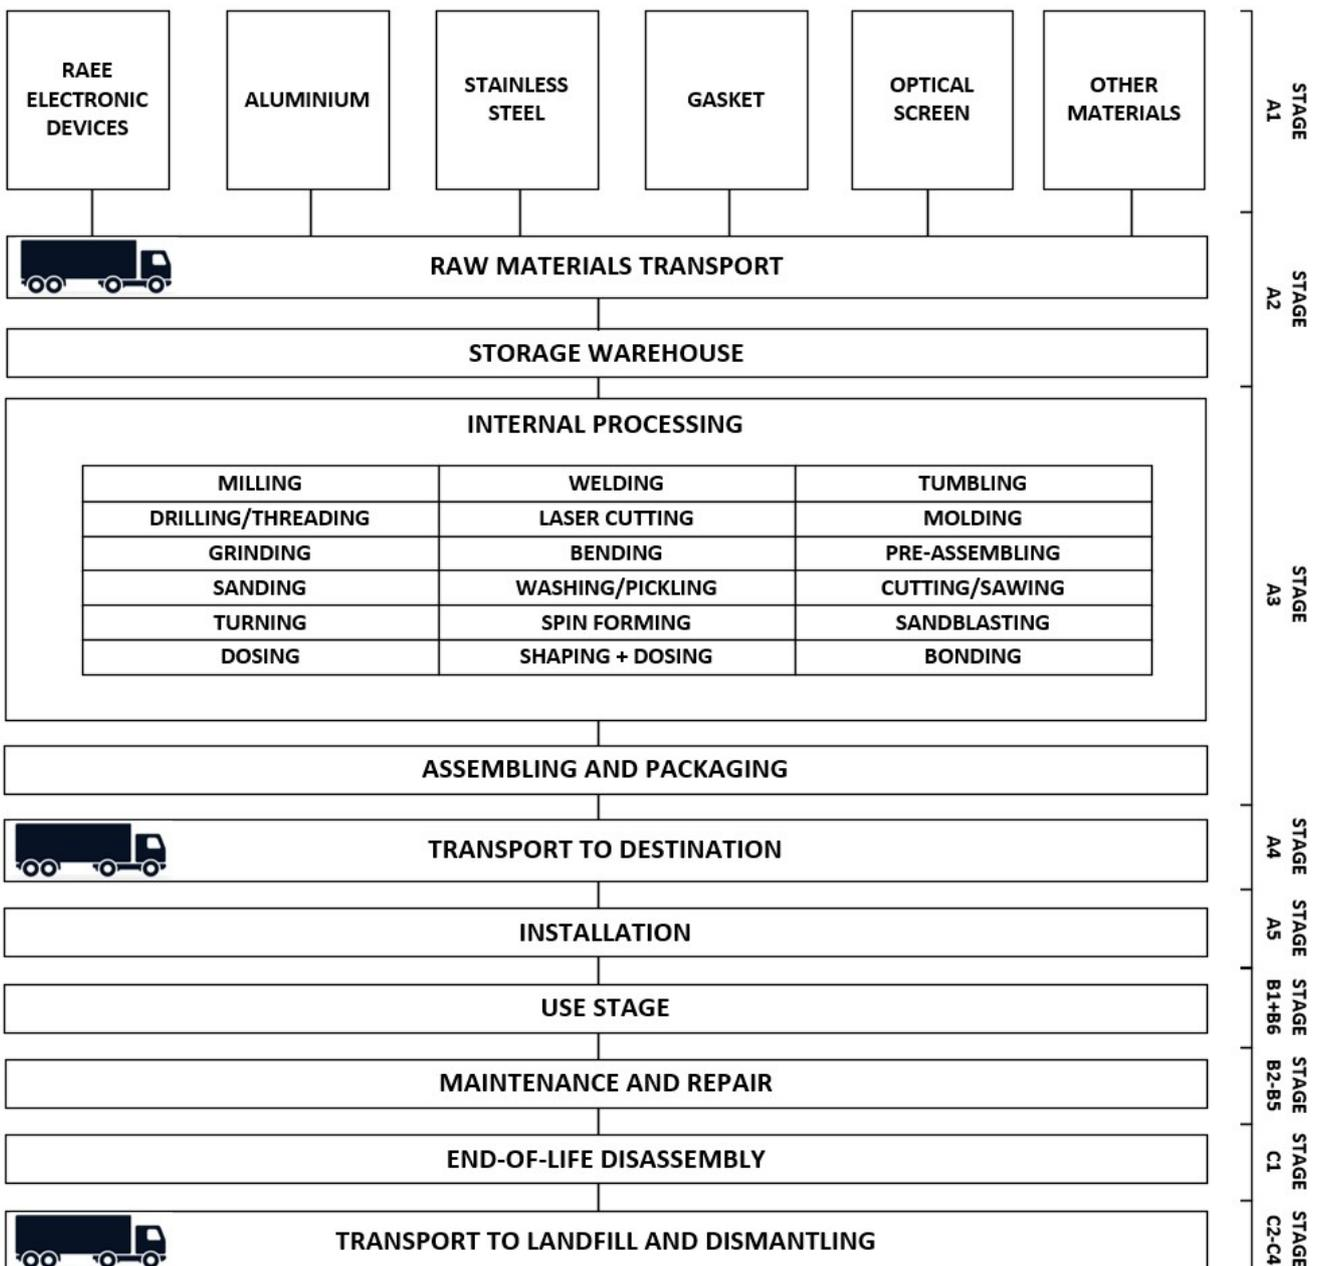 RAEE
ELECTRONIC
DEVICES
ALUMINIUM
STAINLESS
STEEL
GASKET
OPTICAL
SCREEN
OTHER
MATERIALS
STAGE
A1
RAW MATERIALS TRANSPORT
STAGE
A2
STORAGE WAREHOUSE
INTERNAL PROCESSING
MILLING WELDING TUMBLING
DRILLING/THREADING LASER CUTTING MOLDING
GRINDING BENDING PRE-ASSEMBLING
SANDING WASHING/PICKLING CUTTING/SAWING
TURNING SPIN FORMING SANDBLASTING
DOSING SHAPING + DOSING BONDING
STAGE
A3
ASSEMBLING AND PACKAGING
TRANSPORT TO DESTINATION
STAGE
A4
INSTALLATION
STAGE
A5
USE STAGE
STAGE
B1+B6
MAINTENANCE AND REPAIR
STAGE
B2-B5
END-OF-LIFE DISASSEMBLY
STAGE
C1
TRANSPORT TO LANDFILL AND DISMANTLING
STAGE
C2-C4